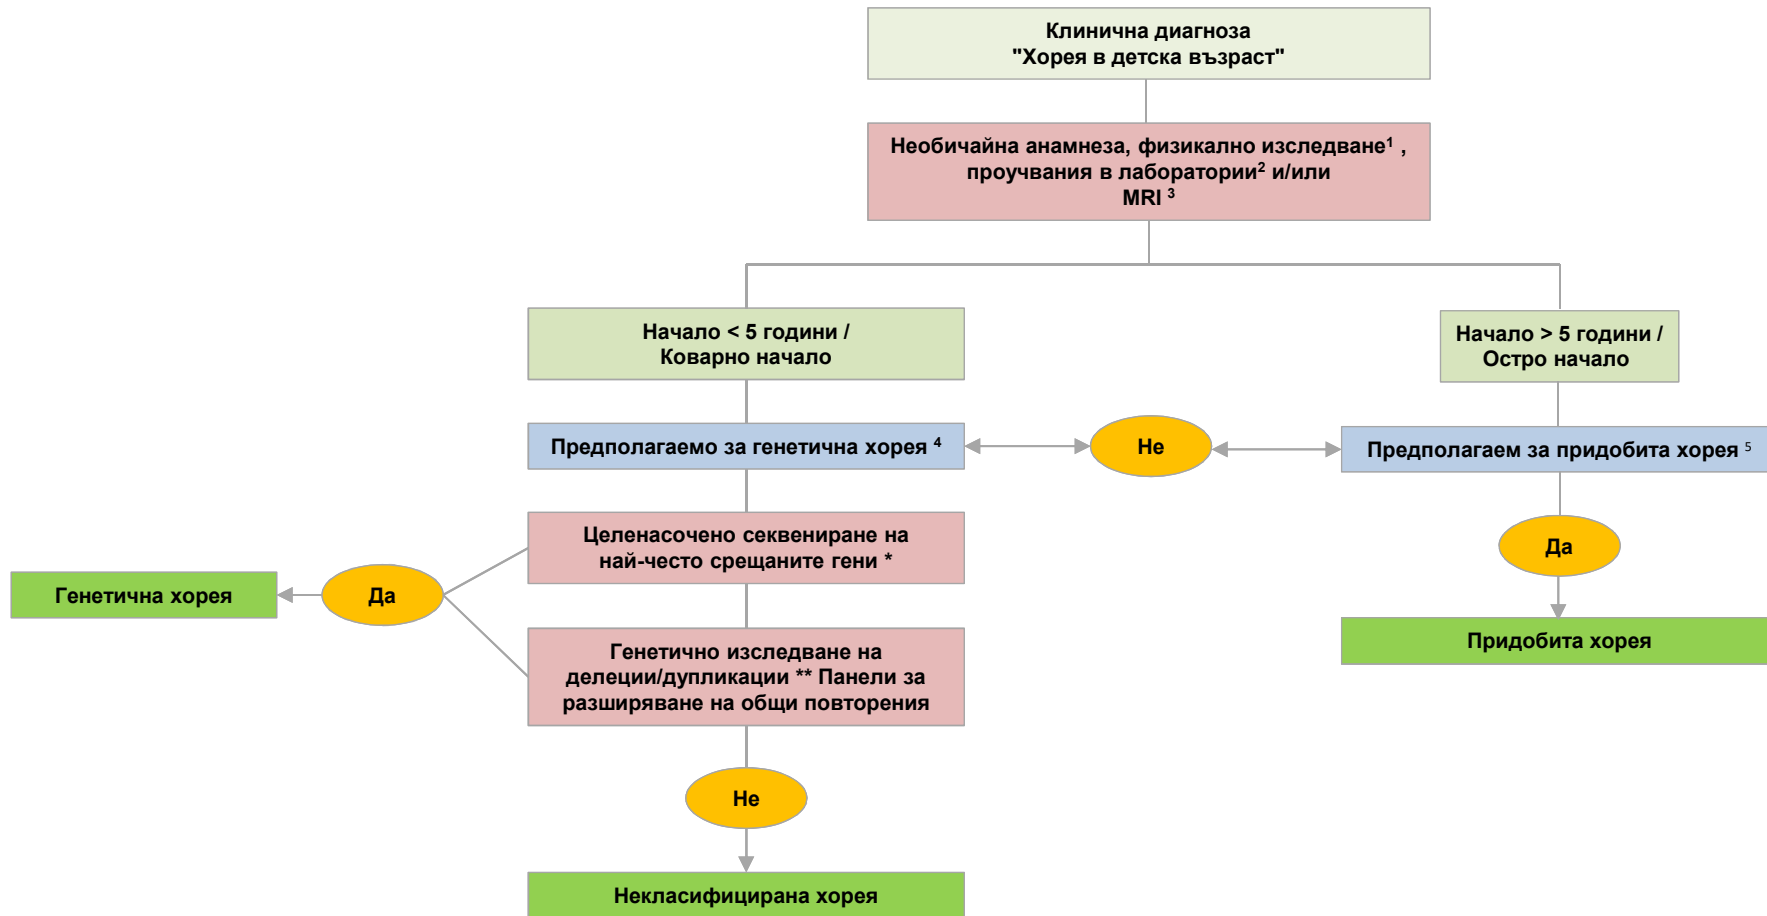 Клинична диагноза
"Хорея в детска възраст"
Необичайна анамнеза, физикално изследване¹ ,
проучвания в лаборатории² и/или
MRI ³
Начало < 5 години /
Коварно начало
Начало > 5 години /
Остро начало
Предполагаемо за генетична хорея ⁴
Не
Предполагаем за придобита хорея ⁵
Целенасочено секвениране на
най-често срещаните гени *
Да
Генетична хорея
Да
Генетично изследване на
делеции/дупликации ** Панели за
разширяване на общи повторения
Придобита хорея
Не
Некласифицирана хорея